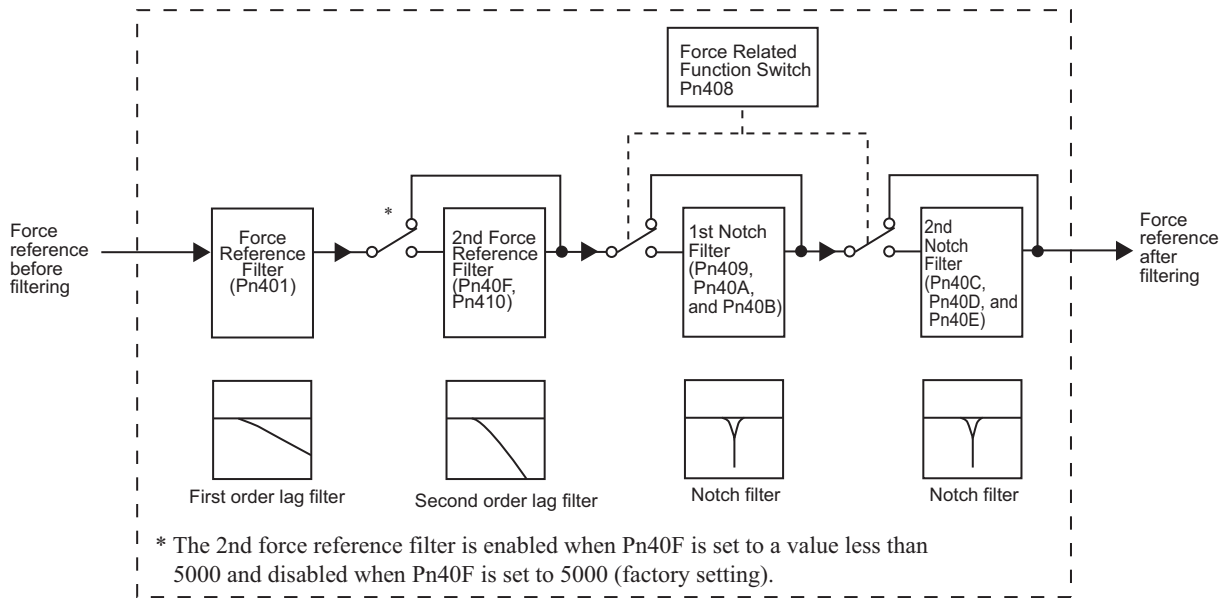 Force Related
Function Switch
Pn408
Force
reference
before
filtering
Force
Reference
Filter
(Pn401)
*
2nd Force
Reference
Filter
(Pn40F,
Pn410)
1st Notch
Filter
(Pn409,
Pn40A,
and Pn40B)
2nd
Notch
Filter
(Pn40C,
Pn40D, and
Pn40E)
Force
reference
after
filtering
First order lag filter
Second order lag filter
Notch filter
Notch filter
* The 2nd force reference filter is enabled when Pn40F is set to a value less than
5000 and disabled when Pn40F is set to 5000 (factory setting).